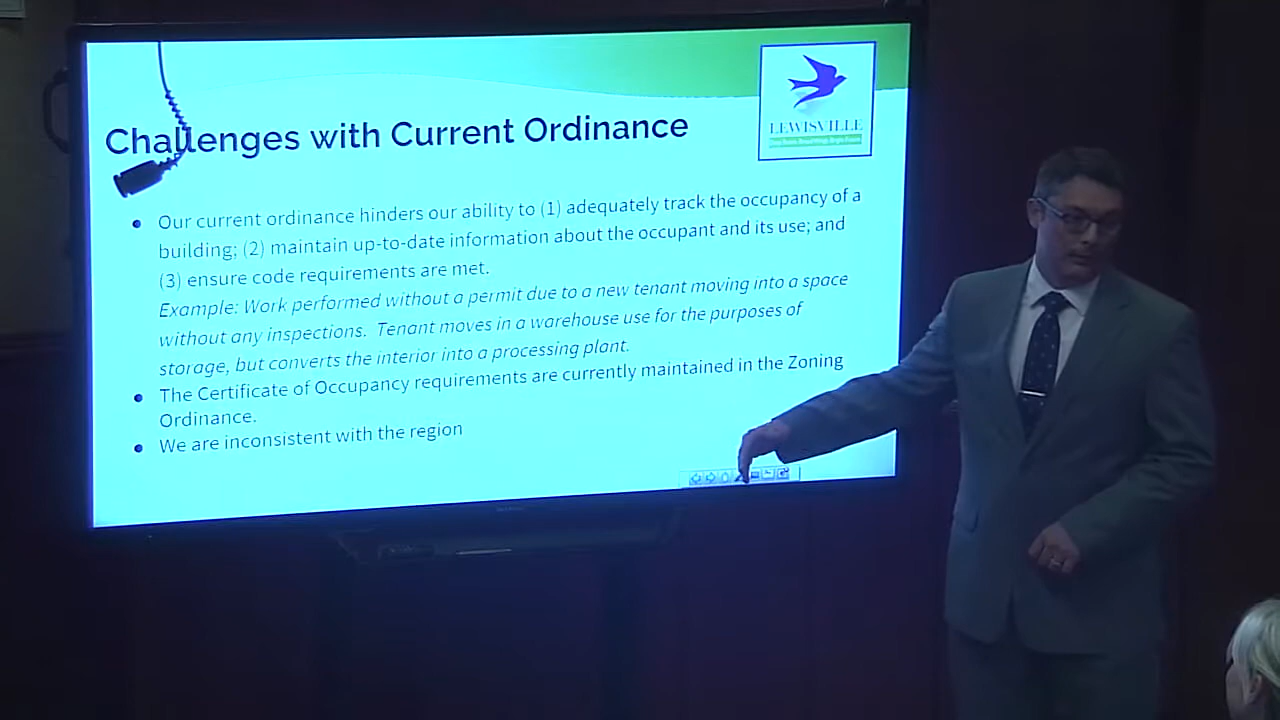 Challenges with Current Ordinance
LEWISVILLE
Our current ordinance hinders our ability to (1) adequately track the occupancy of a
building; (2) maintain up-to-date information about the occupant and its use; and
(3) ensure code requirements are met.
Example: Work performed without a permit due to a new tenant moving into a space
without any inspections. Tenant moves in a warehouse use for the purposes of
storage, but converts the interior into a processing plant.
The Certificate of Occupancy requirements are currently maintained in the Zoning
Ordinance.
We are inconsistent with the region